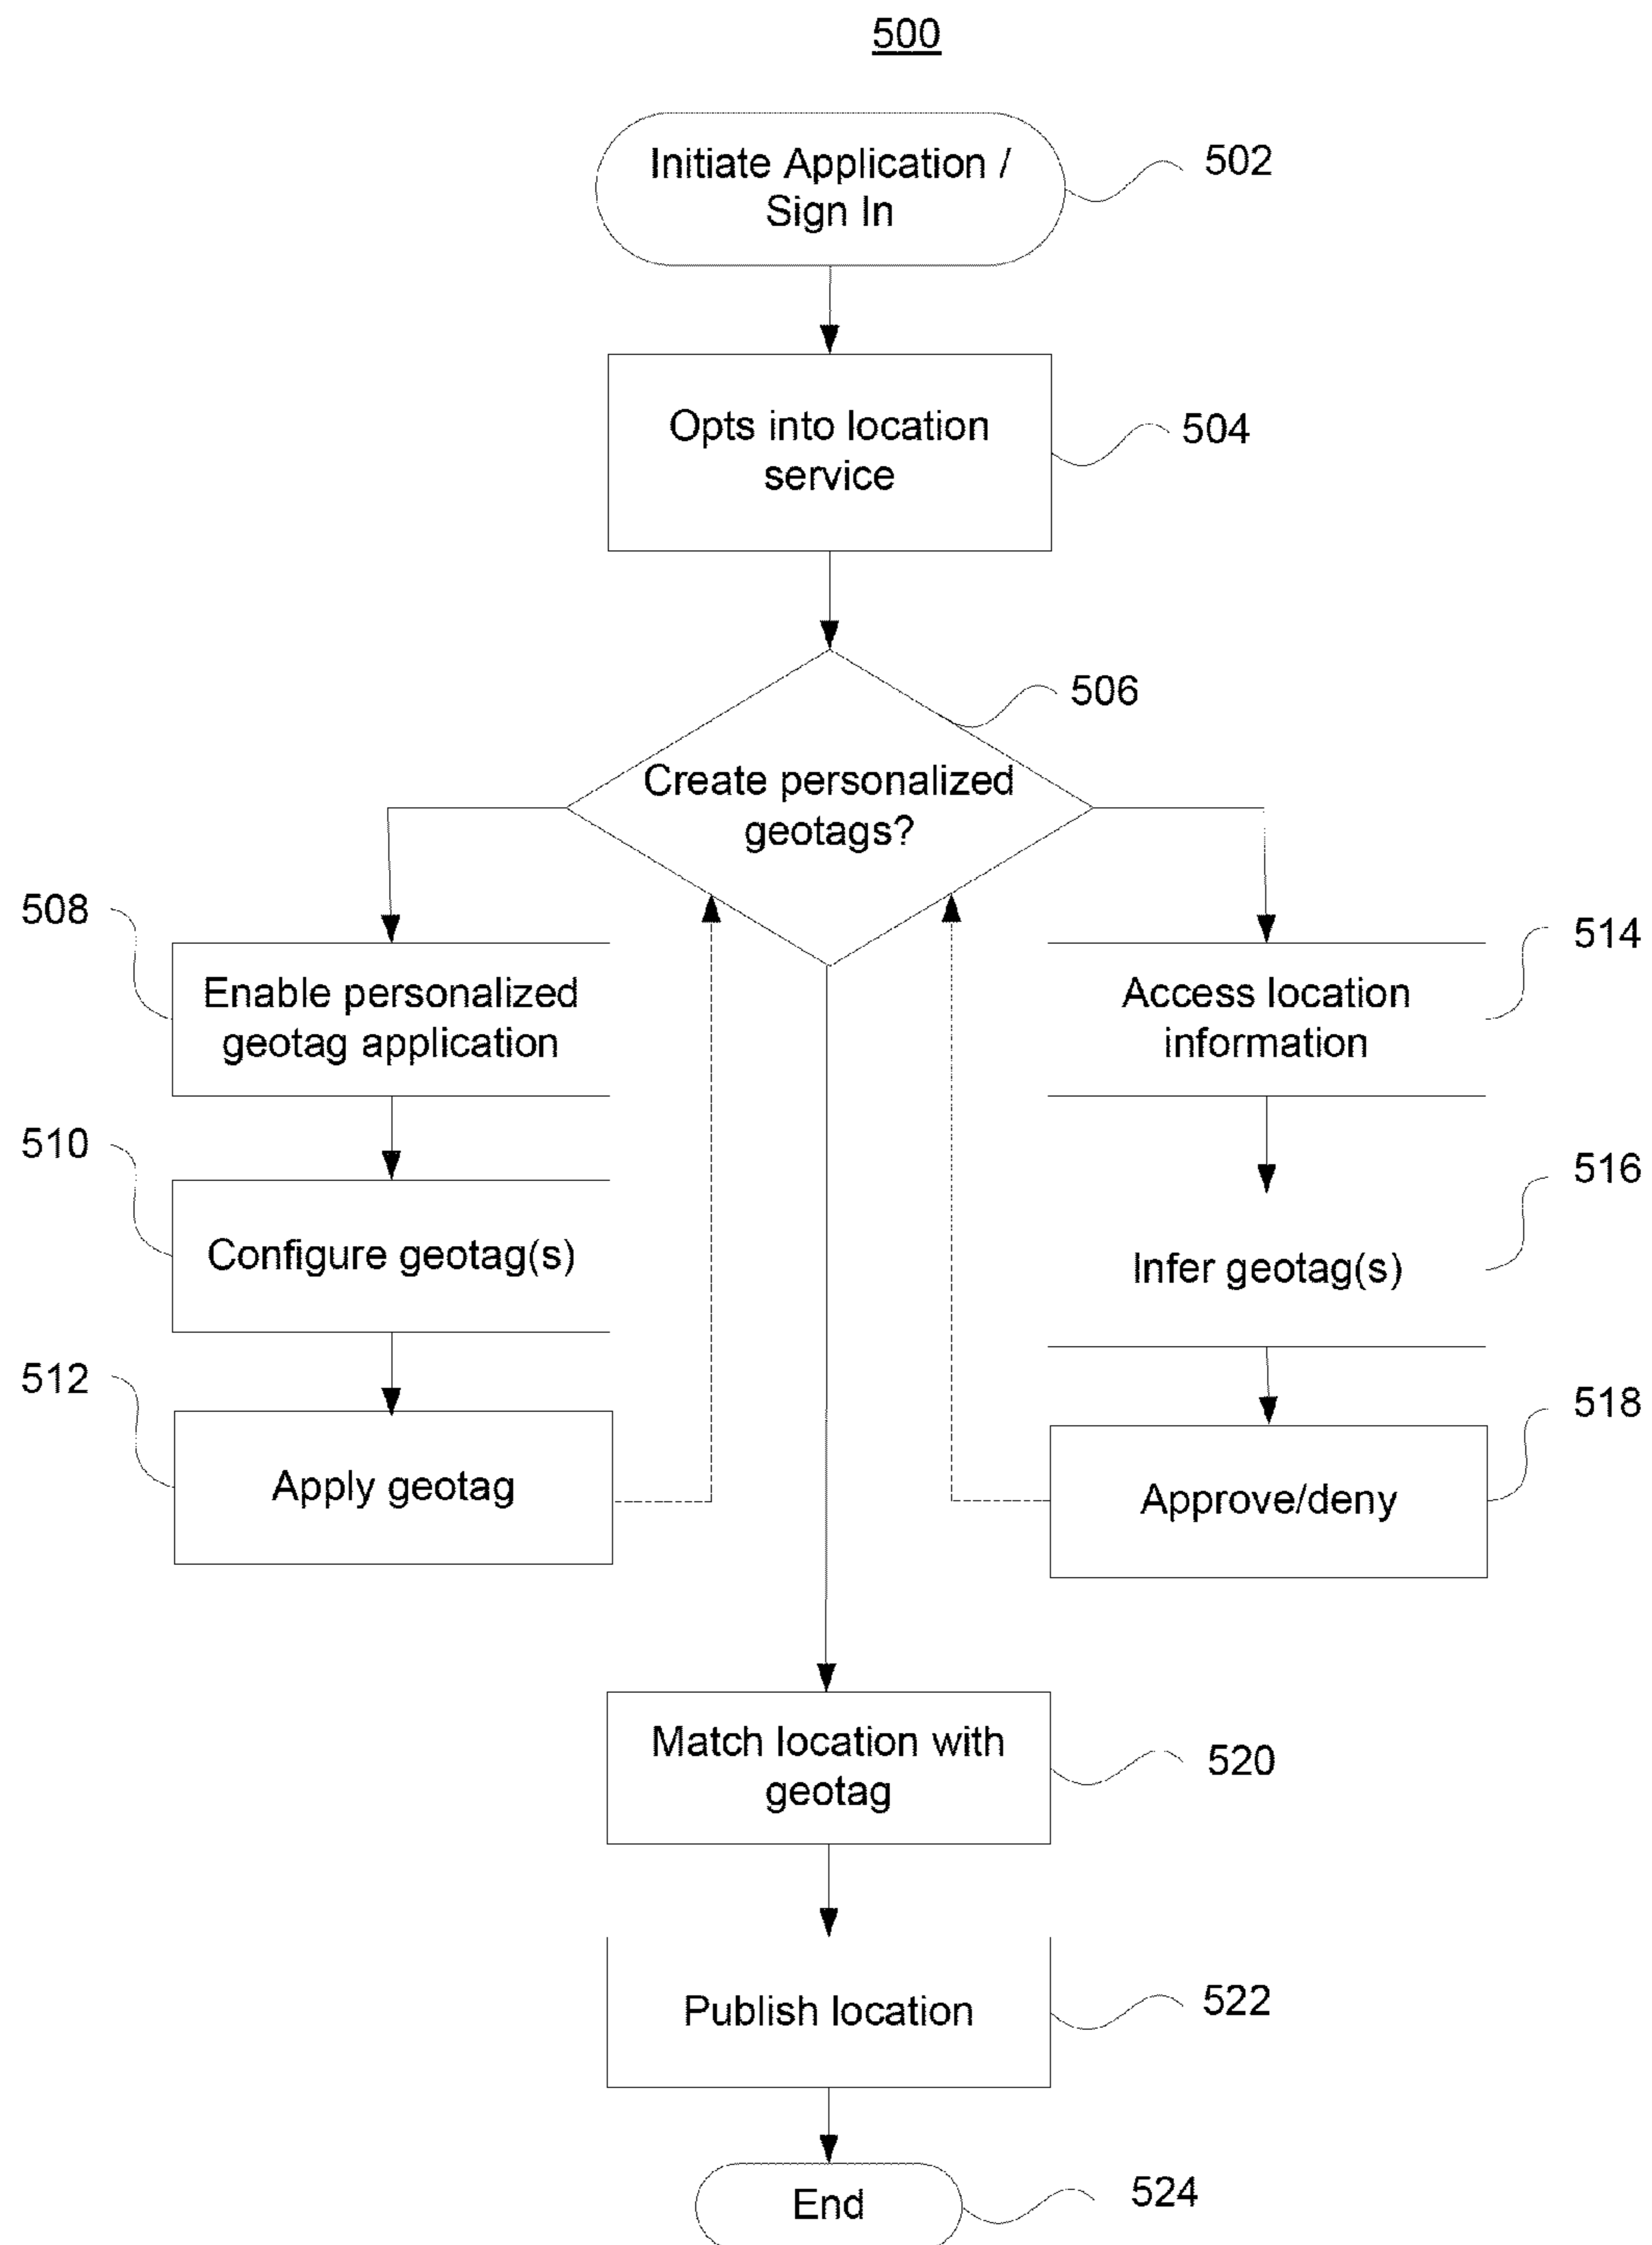 500
Initiate Application /
Sign In
502
Opts into location
service
504
506
Create personalized
geotags?
508
Enable personalized
geotag application
514
Access location
information
510
Configure geotag(s)
516
Infer geotag(s)
512
Apply geotag
518
Approve/deny
Match location with
geotag
520
Publish location
522
End
524